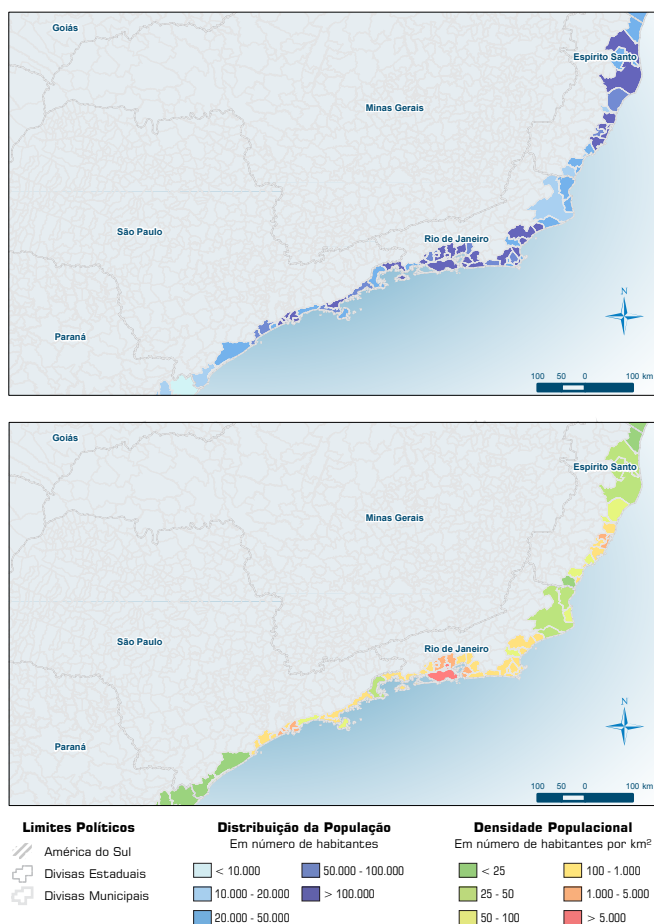 Goiás
Espírito Santo
Minas Gerais
São Paulo
Rio de Janeiro
Paraná
N
100 50 0 100 km
Goiás
Espírito Santo
Minas Gerais
São Paulo
Rio de Janeiro
Paraná
N
100 50 0 100 km
Limites Políticos
América do Sul
Divisas Estaduais
Divisas Municipais
Distribuição da População
Em número de habitantes
< 10.000
10.000 - 20.000
20.000 - 50.000
50.000 - 100.000
> 100.000
Densidade Populacional
Em número de habitantes por km²
< 25
25 - 50
50 - 100
100 - 1.000
1.000 - 5.000
> 5.000